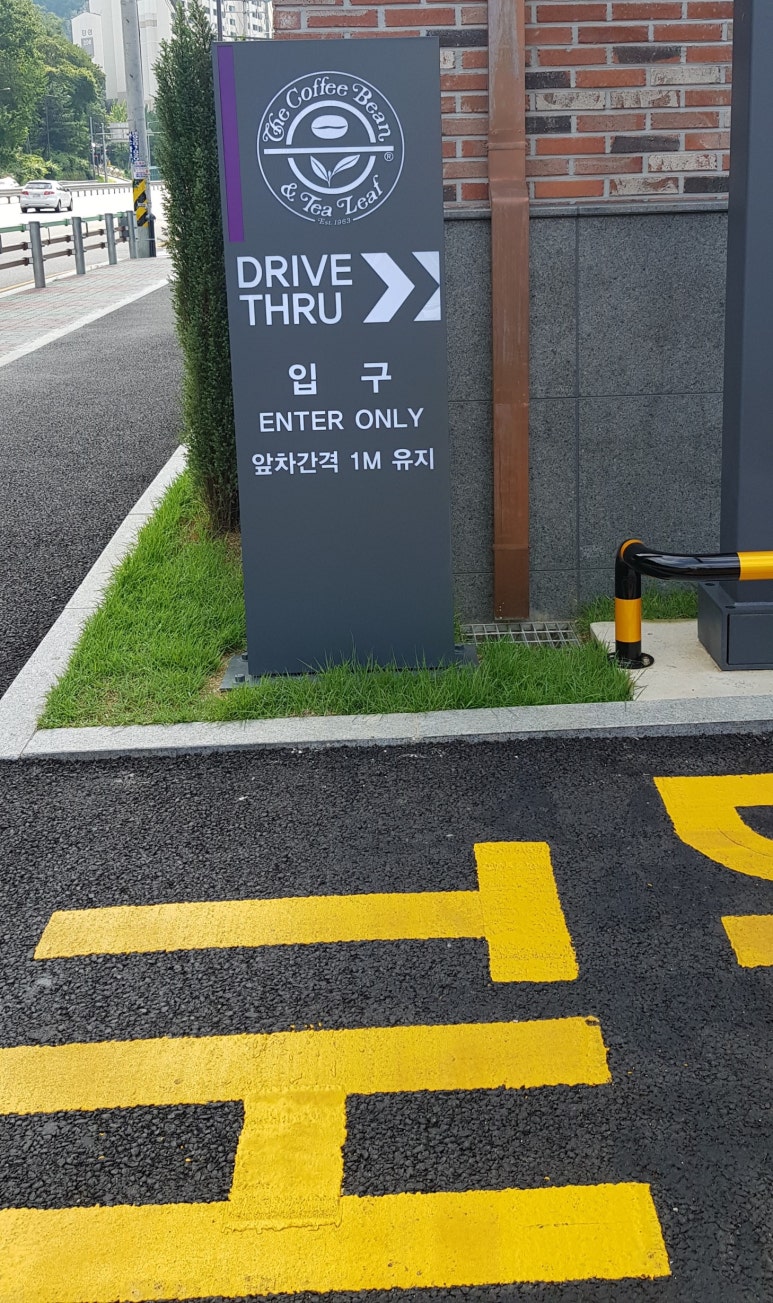 The Coffee Bean
& Tea Leaf
®
Est. 1963
DRIVE
THRU
입 구
ENTER ONLY
앞차간격 1M 유지
TH